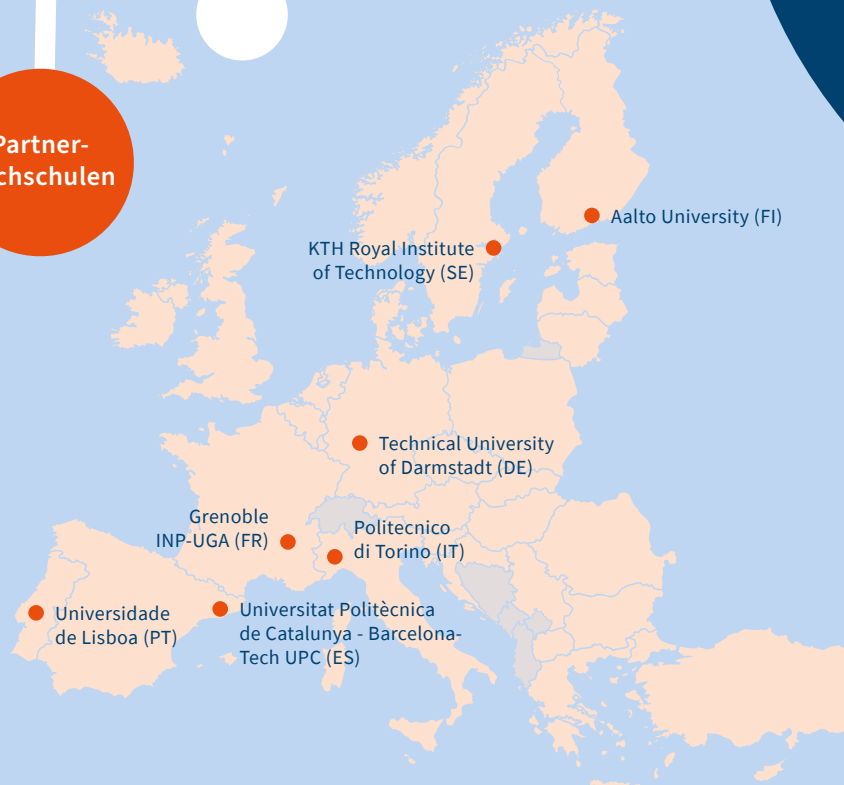 Partner-
chschulen
Aalto University (FI)
KTH Royal Institute
of Technology (SE)
Technical University
of Darmstadt (DE)
Grenoble
INP-UGA (FR)
Politecnico
di Torino (IT)
Universidade
de Lisboa (PT)
Universitat Politècnica
de Catalunya - Barcelona-
Tech UPC (ES)